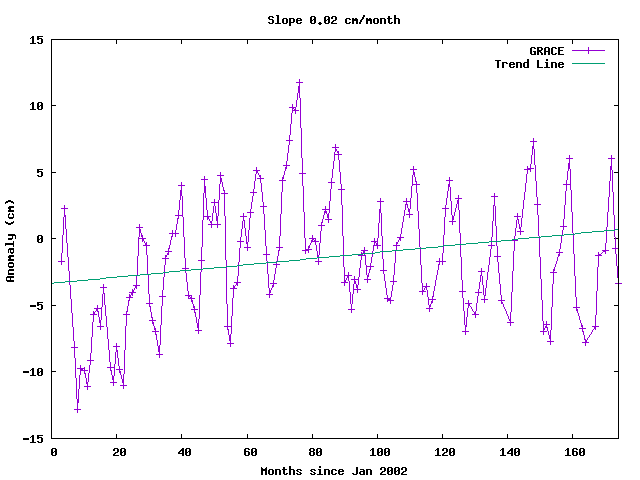 Slope 0.02 cm/month
GRACE
Trend Line
15
10
5
0
-5
-10
-15
Anomaly (cm)
0 20 40 60 80 100 120 140 160
Months since Jan 2002